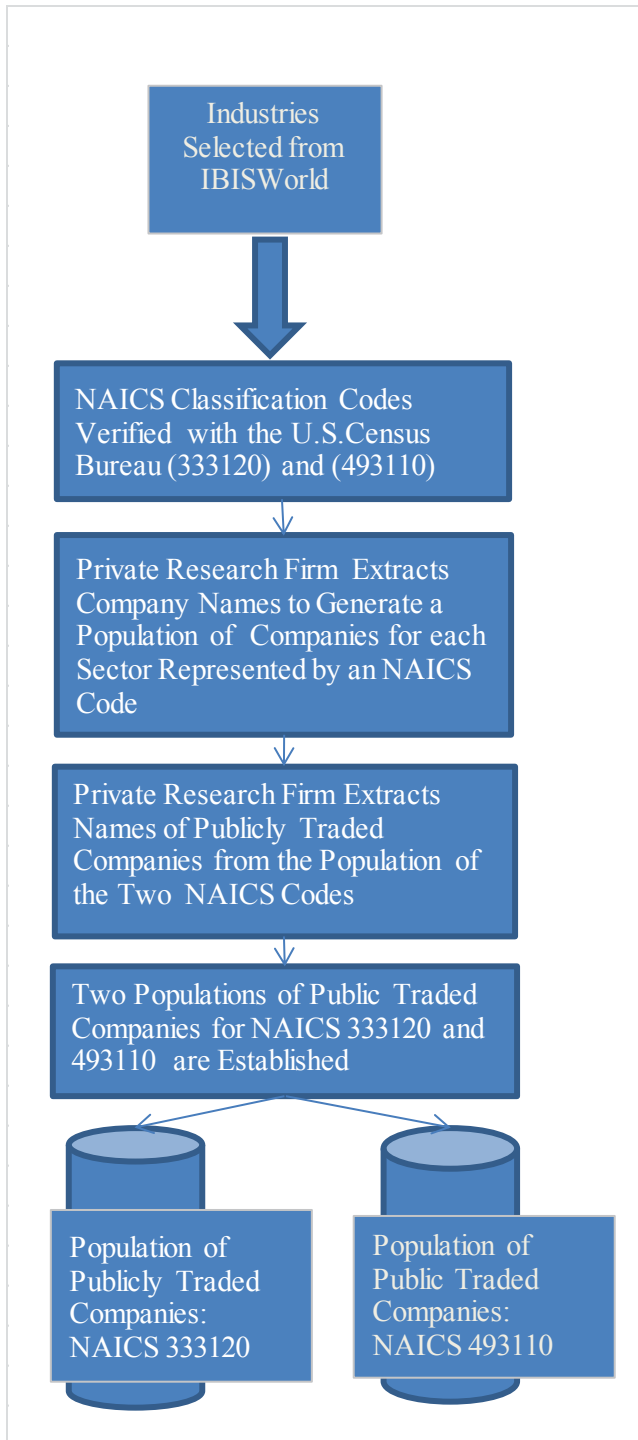 Industries
Selected from
IBISWorld
NAICS Classification Codes
Verified with the U.S.Census
Bureau (333120) and (493110)
Private Research Firm Extracts
Company Names to Generate a
Population of Companies for each
Sector Represented by an NAICS
Code
Private Research Firm Extracts
Names of Publicly Traded
Companies from the Population of
the Two NAICS Codes
Two Populations of Public Traded
Companies for NAICS 333120 and
493110 are Established
Population of
Publicly Traded
Companies:
NAICS 333120
Population of
Public Traded
Companies:
NAICS 493110